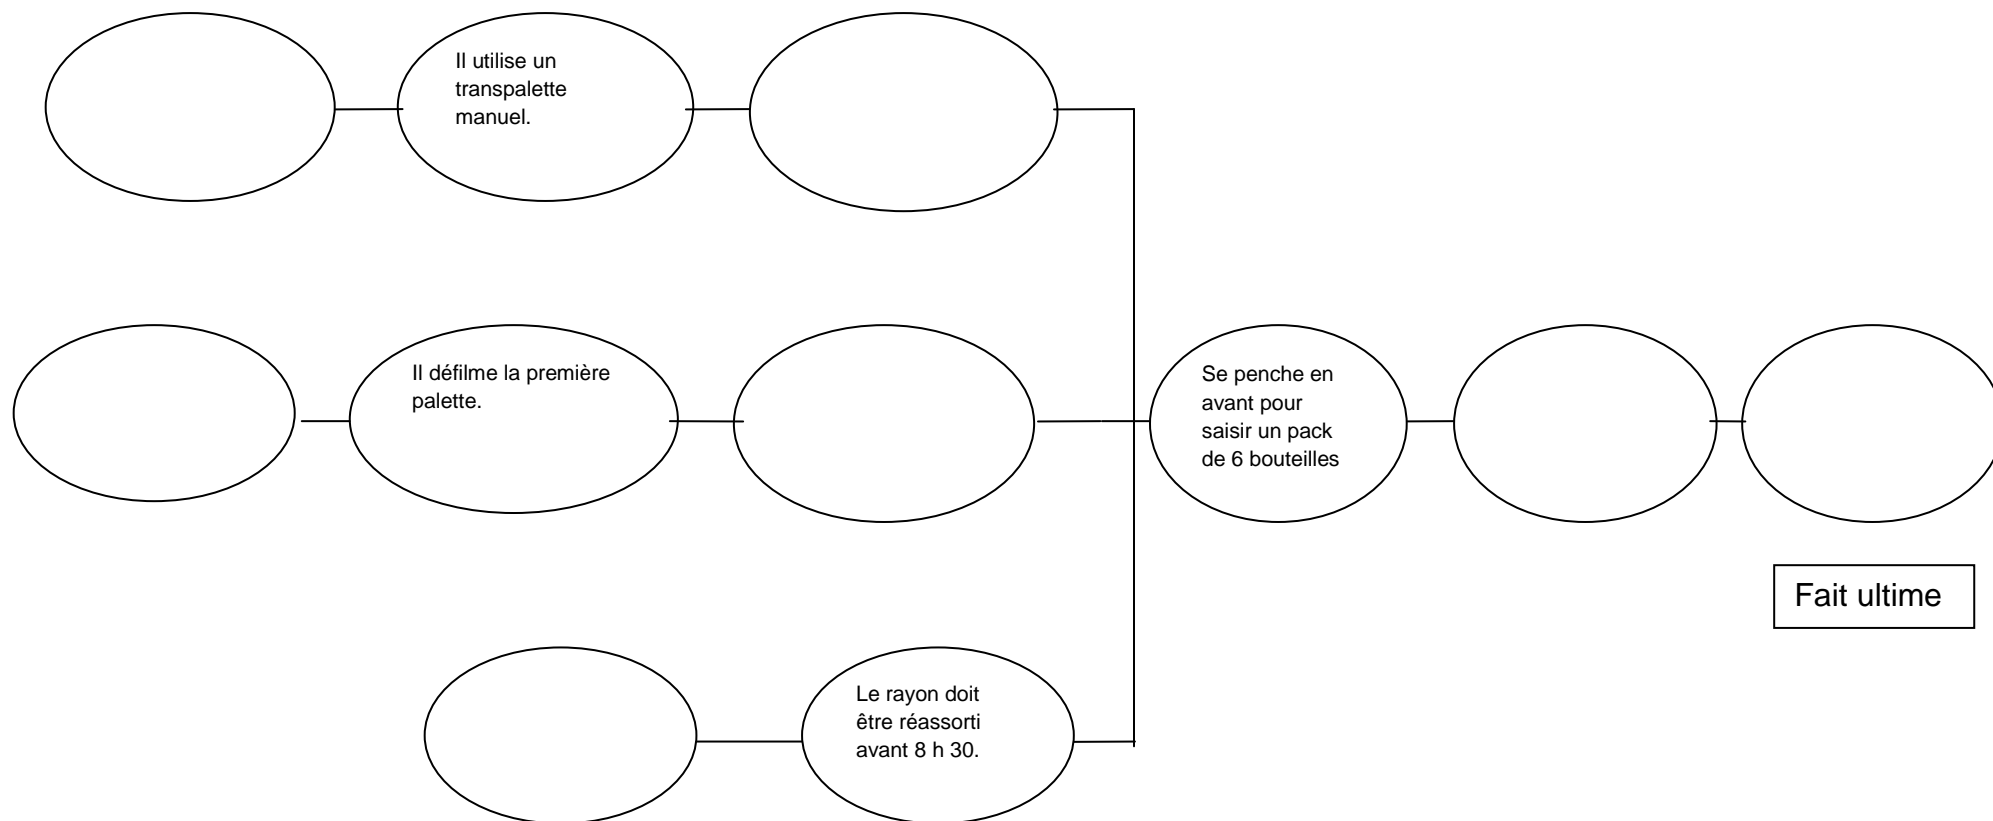 Il utilise un
transpalette
manuel.
Il défilme la première
palette.
Se penche en
avant pour
saisir un pack
de 6 bouteilles
Fait ultime
Le rayon doit
être réassorti
avant 8 h 30.